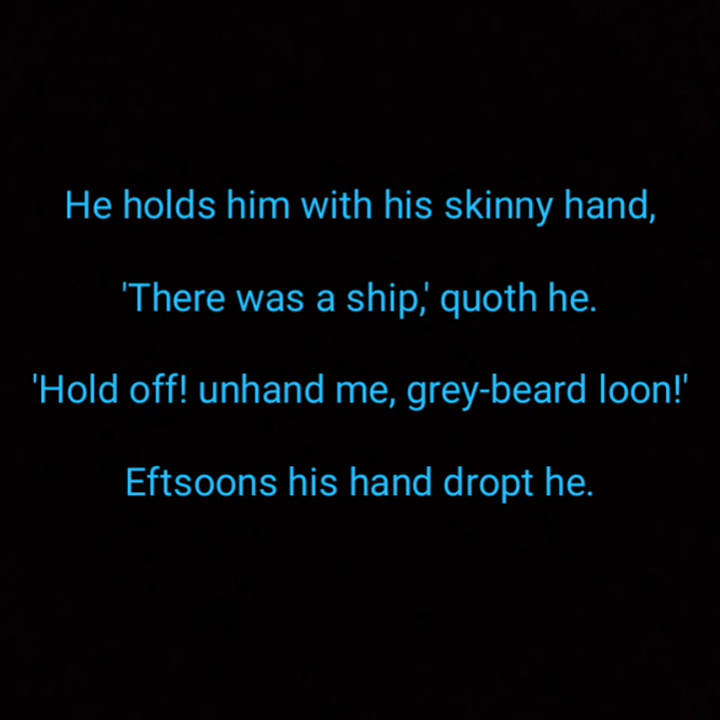 He holds him with his skinny hand,
'There was a ship,' quoth he.
'Hold off! unhand me, grey-beard loon!'
Eftsoons his hand dropt he.